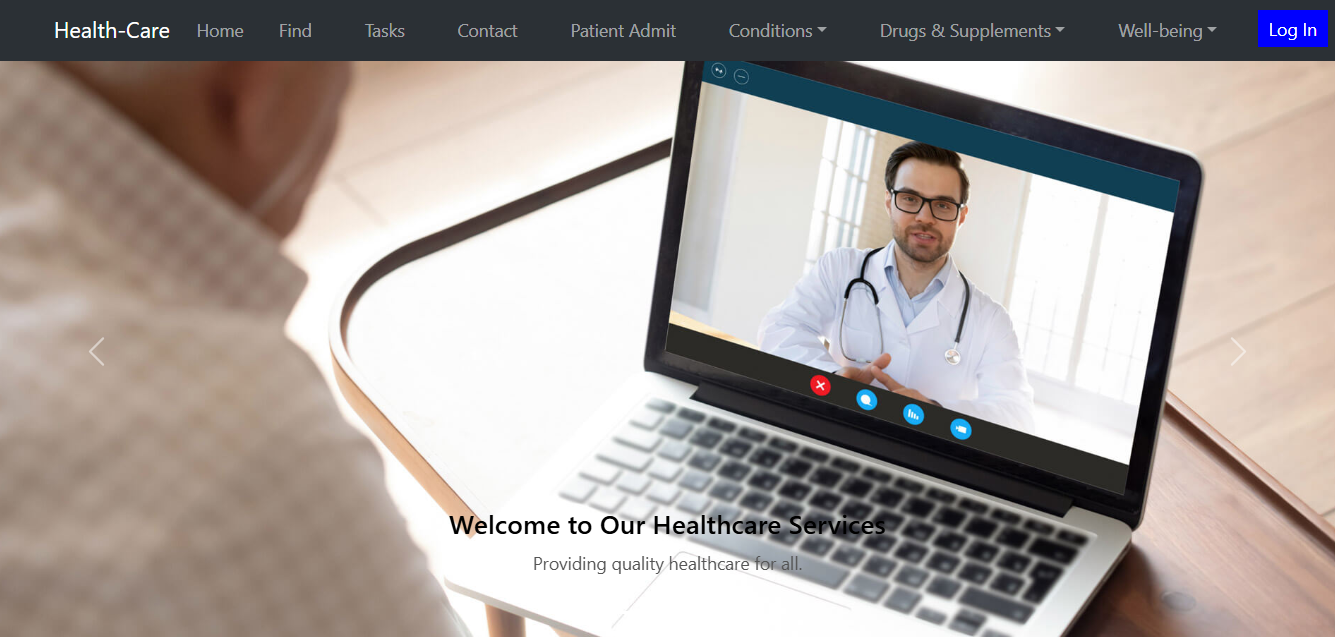 Health-Care Home Find Tasks Contact Patient Admit Conditions Drugs & Supplements Well-being Log In
Welcome to Our Healthcare Services
Providing quality healthcare for all.